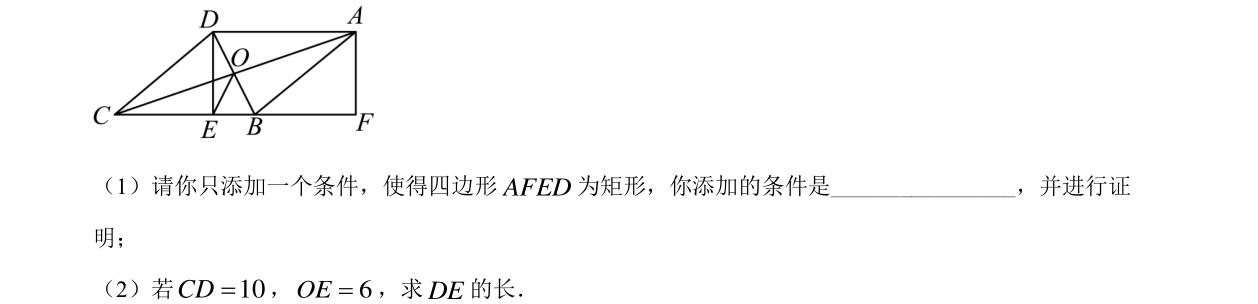 D
A
O
C
E
B
F
（1）请你只添加一个条件，使得四边形 AFED 为矩形，你添加的条件是________________，并进行证
明；
（2）若 CD =10，OE = 6，求 DE 的长．